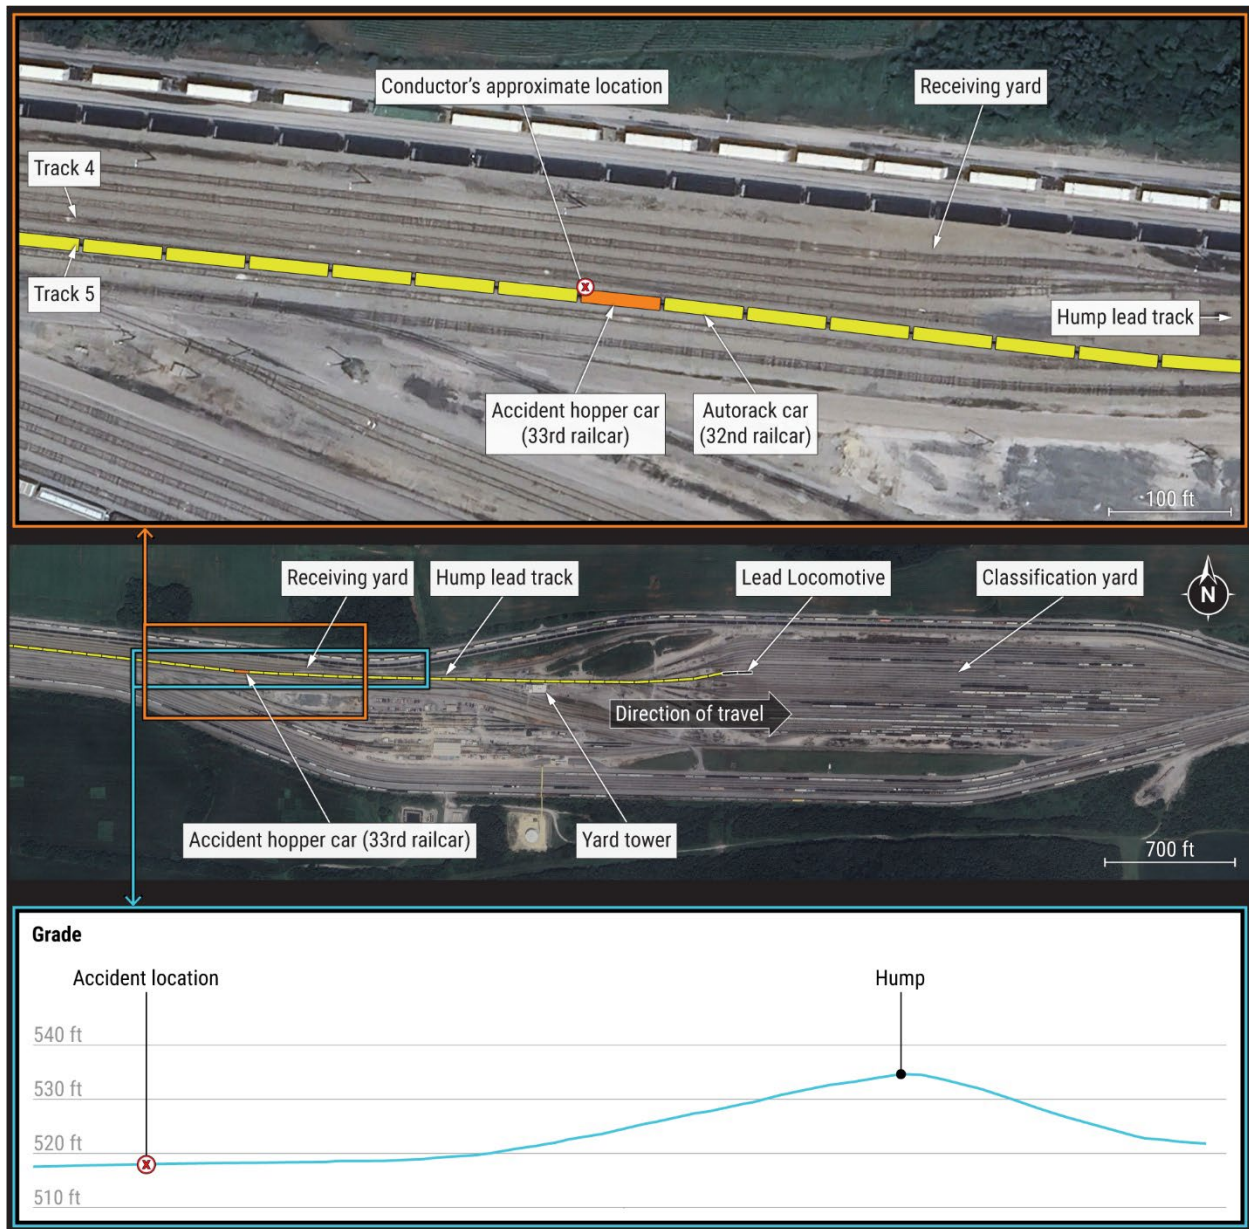 Conductor's approximate location
Receiving yard
Track 4
Track 5
Hump lead track
Accident hopper car
(33rd railcar)
Autorack car
(32nd railcar)
100 ft
Receiving yard
Hump lead track
Lead Locomotive
Classification yard
N
Direction of travel
Accident hopper car (33rd railcar)
Yard tower
700 ft
Grade
Accident location
Hump
540 ft
530 ft
520 ft
X
510 ft